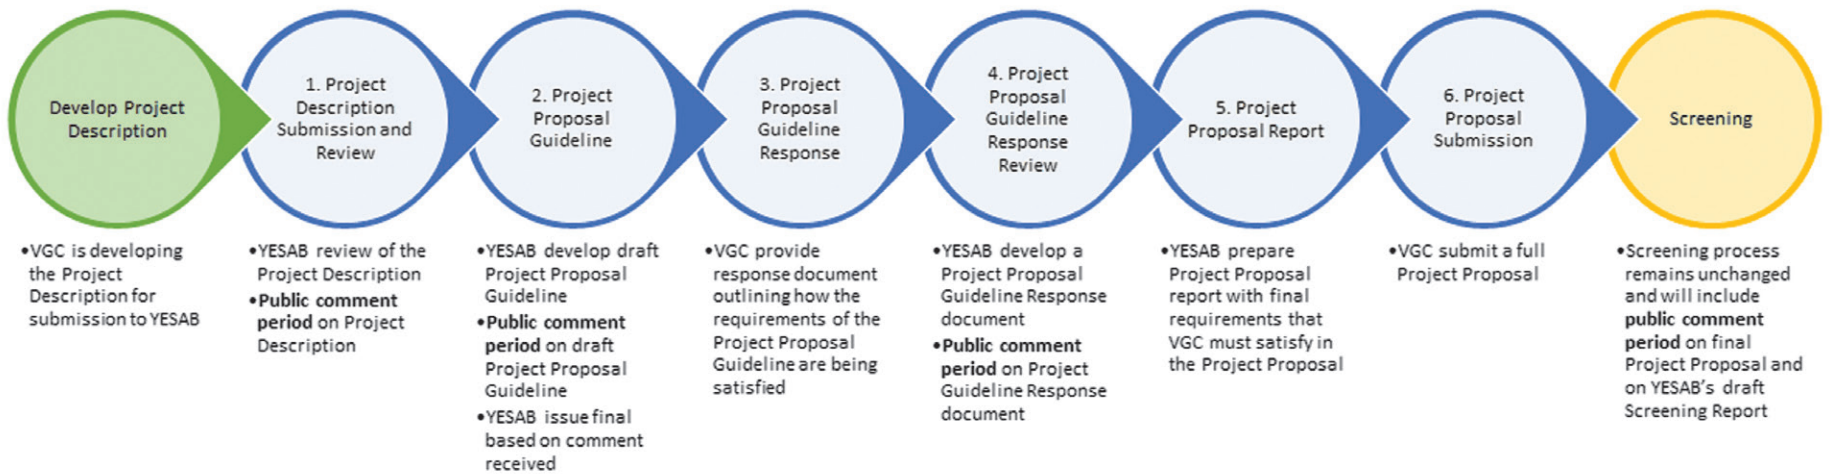 Develop Project
Description
1. Project
Description
Submission and
Review
2. Project
Proposal
Guideline
3. Project
Proposal
Guideline
Response
4. Project
Proposal
Guideline
Response
Review
5. Project
Proposal Report
6. Project
Proposal
Submission
Screening
•VGC is developing
the Project
Description for
submission to YESAB
•YESAB review of the
Project Description
•Public comment
period on Project
Description
•YESAB develop draft
Project Proposal
Guideline
•Public comment
period on draft
Project Proposal
Guideline
•YESAB issue final
based on comment
received
•VGC provide
response document
outlining how the
requirements of the
Project Proposal
Guideline are being
satisfied
•YESAB develop a
Project Proposal
Guideline Response
document
•Public comment
period on Project
Guideline Response
document
•YESAB prepare
Project Proposal
report with final
requirements that
VGC must satisfy in
the Project Proposal
•VGC submit a full
Project Proposal
•Screening process
remains unchanged
and will include
public comment
period on final
Project Proposal and
on YESAB’s draft
Screening Report